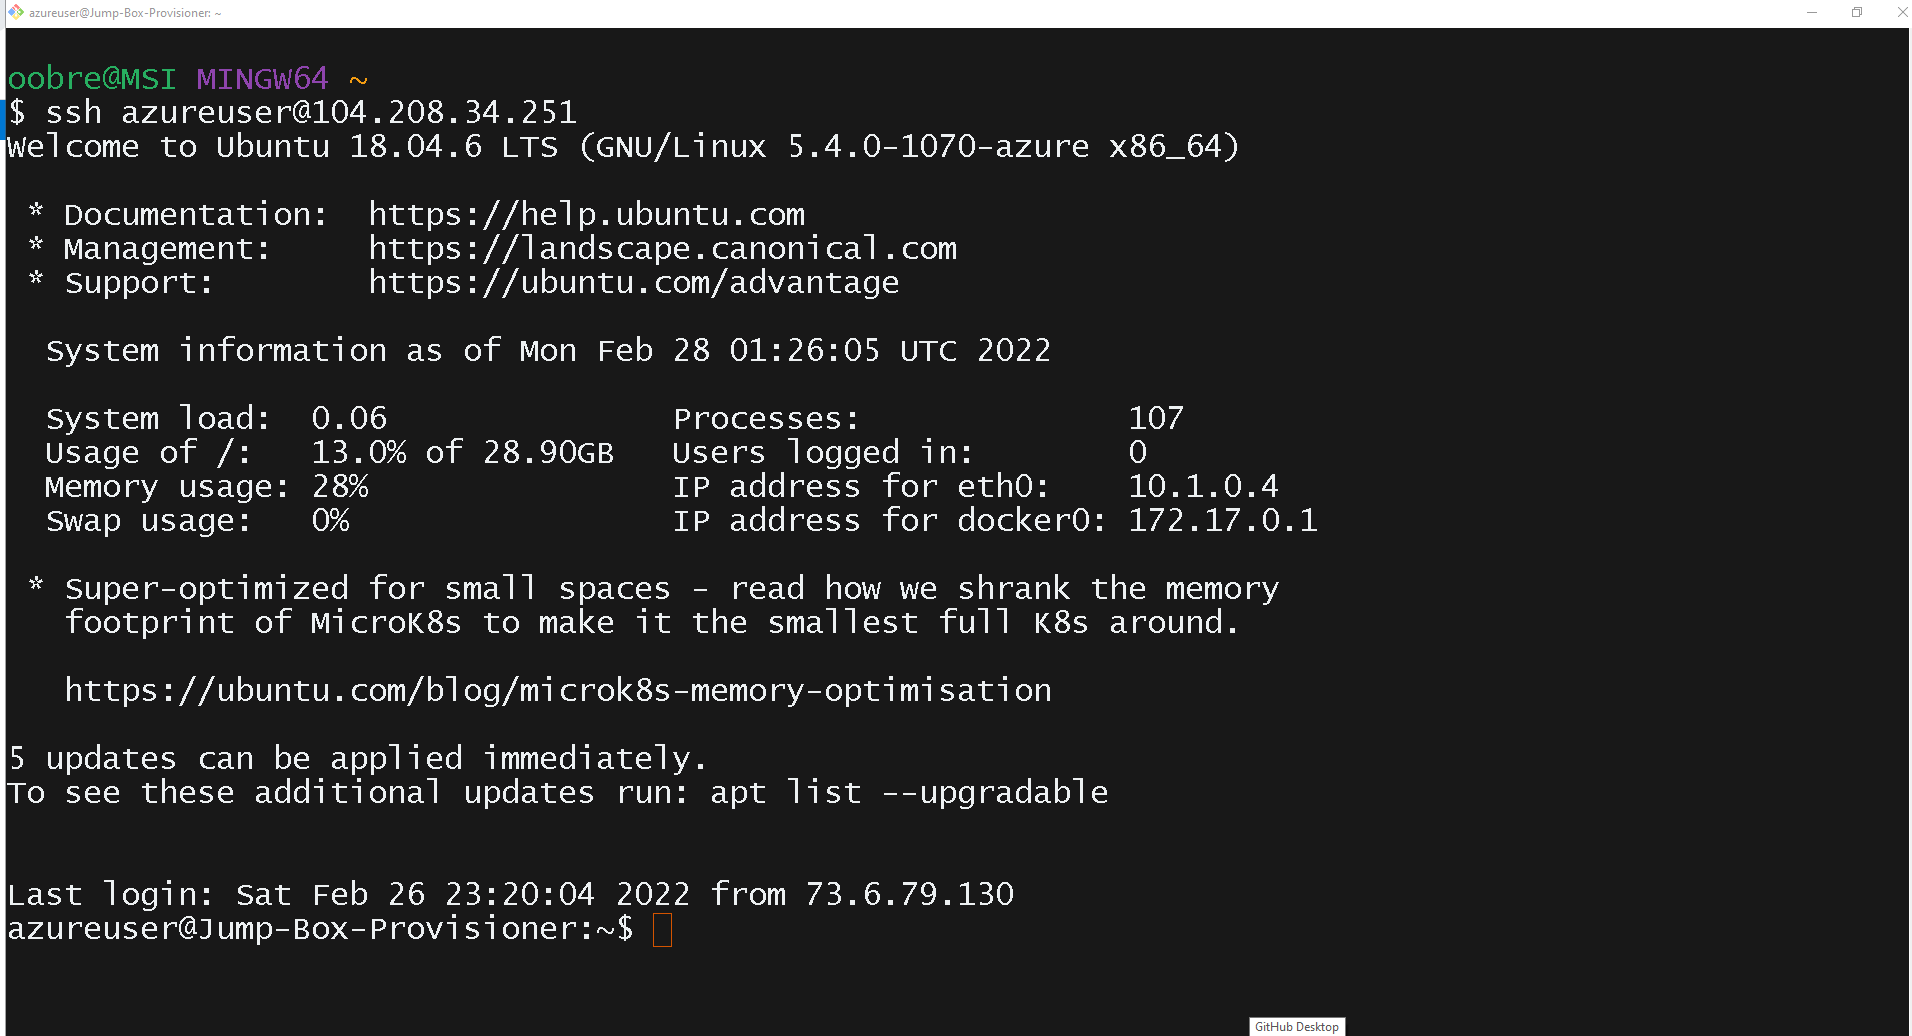 azureuser@Jump-Box-Provisioner: ~
oobre@MSI MINGW64 ~
$ ssh azureuser@104.208.34.251
Welcome to Ubuntu 18.04.6 LTS (GNU/Linux 5.4.0-1070-azure x86_64)
* Documentation:  https://help.ubuntu.com
* Management:     https://landscape.canonical.com
* Support:        https://ubuntu.com/advantage
System information as of Mon Feb 28 01:26:05 UTC 2022
System load:  0.06               Processes:              107
Usage of /:   13.0% of 28.90GB   Users logged in:        0
Memory usage: 28%                IP address for eth0:    10.1.0.4
Swap usage:   0%                 IP address for docker0: 172.17.0.1
* Super-optimized for small spaces - read how we shrank the memory
footprint of MicroK8s to make it the smallest full K8s around.
https://ubuntu.com/blog/microk8s-memory-optimisation
5 updates can be applied immediately.
To see these additional updates run: apt list --upgradable
Last login: Sat Feb 26 23:20:04 2022 from 73.6.79.130
azureuser@Jump-Box-Provisioner:~$
GitHub Desktop